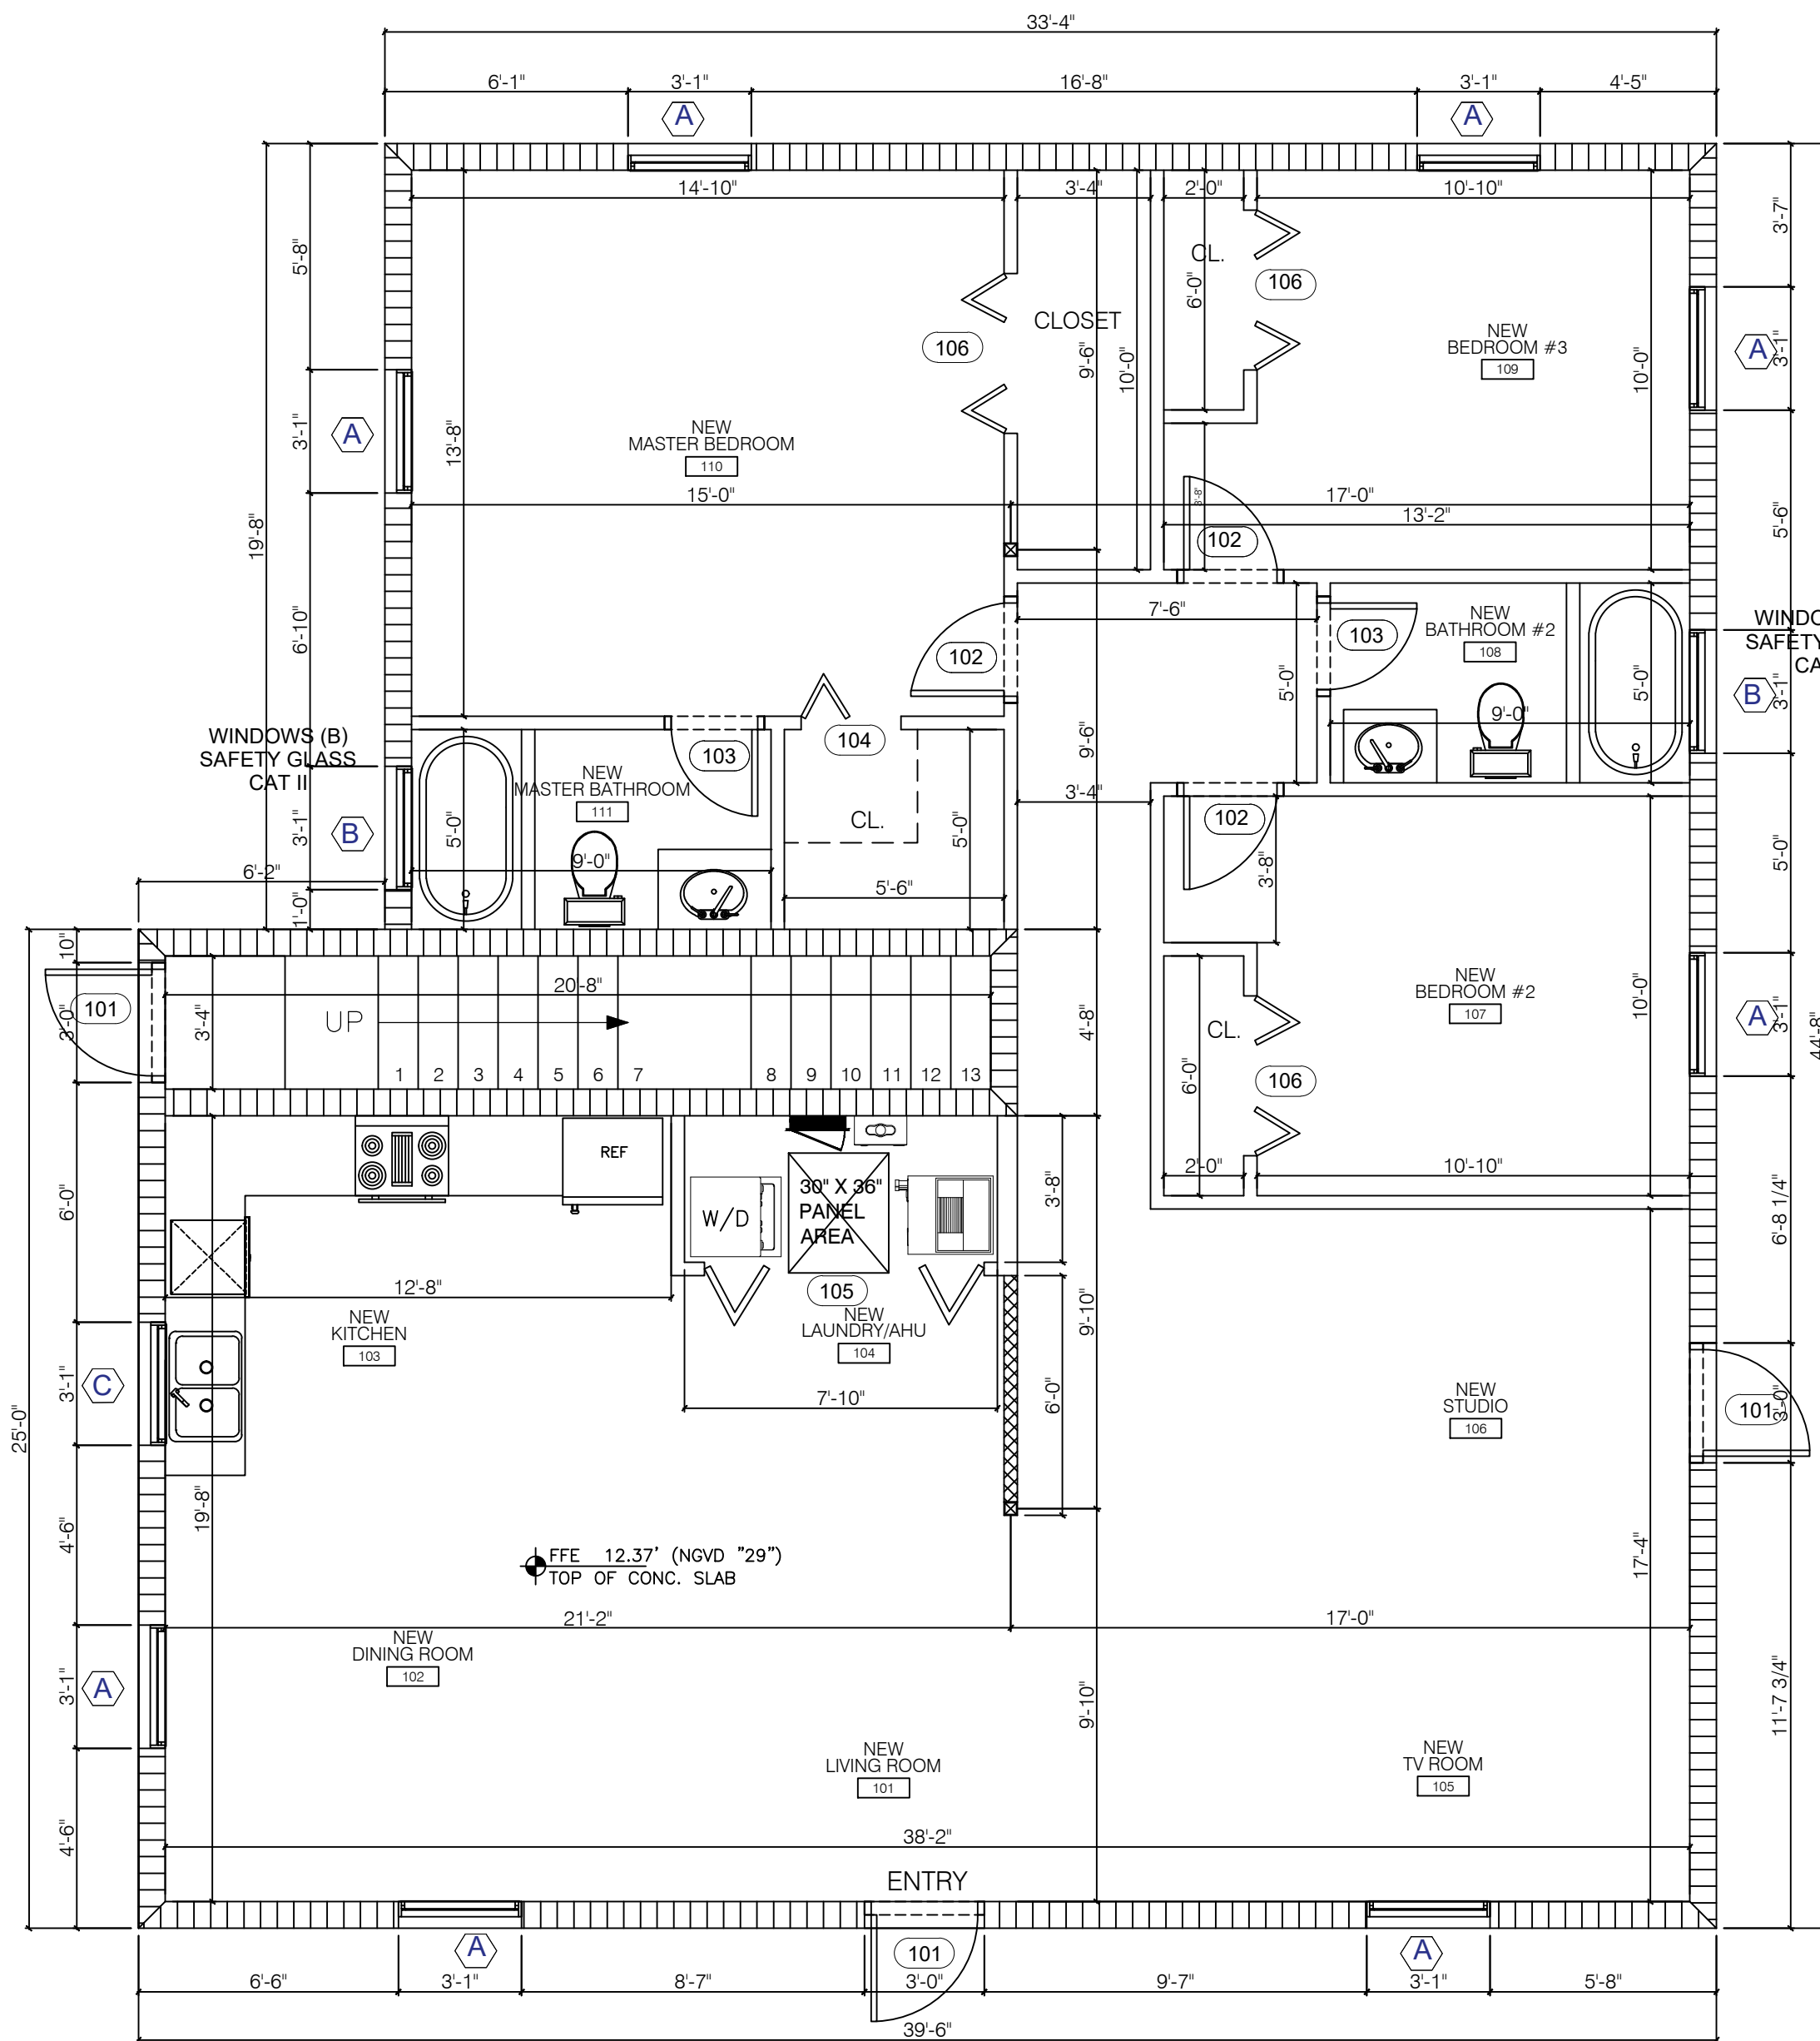 33'-4"
6'-1" 3'-1" 16'-8" 3'-1" 4'-5"
A A
14'-10" 3'-4" 2'-0" 10'-10"
3'-7"
5'-8"
CL.
106
6'-0"
CLOSET
106
9'-6"
10'-0"
NEW
BEDROOM #3
109
10'-0"
A
3'-1"
A
3'-1"
13'-8"
NEW
MASTER BEDROOM
110
15'-0" 17'-0"
13'-2"
19'-8"
5'-6"
102
7'-6"
6'-10"
102
103
NEW
BATHROOM #2
108
5'-0"
5'-0"
9'-0"
B
3'-1"
WINDOWS (B)
SAFETY GLASS
CAT II
103
104
NEW
MASTER BATHROOM
111
9'-6"
3'-4"
102
B
3'-1"
5'-0"
9'-0"
CL.
5'-0"
5'-6"
3'-8"
5'-0"
6'-2"
1'-0"
10"
101
3'-0"
3'-4"
20'-8"
UP
1 2 3 4 5 6 7 8 9 10 11 12 13
4'-8"
NEW
BEDROOM #2
107
CL.
10'-0"
A
3'-1"
44'-8"
106
6'-0"
2'-0" 10'-10"
REF
W/D
30" X 36"
PANEL
AREA
3'-8"
6'-0"
12'-8"
105
NEW
KITCHEN
103
NEW
LAUNDRY/AHU
104
9'-10"
6'-8 1/4"
C
3'-1"
7'-10"
6'-0"
NEW
STUDIO
106
101
3'-0"
25'-0"
19'-8"
4'-6"
FFE 12.37' (NGVD "29")
TOP OF CONC. SLAB
17'-4"
21'-2" 17'-0"
NEW
DINING ROOM
102
A
3'-1"
9'-10"
11'-7 3/4"
NEW
LIVING ROOM
101
NEW
TV ROOM
105
4'-6"
38'-2"
ENTRY
A 101 A
6'-6" 3'-1" 8'-7" 3'-0" 9'-7" 3'-1" 5'-8"
39'-6"